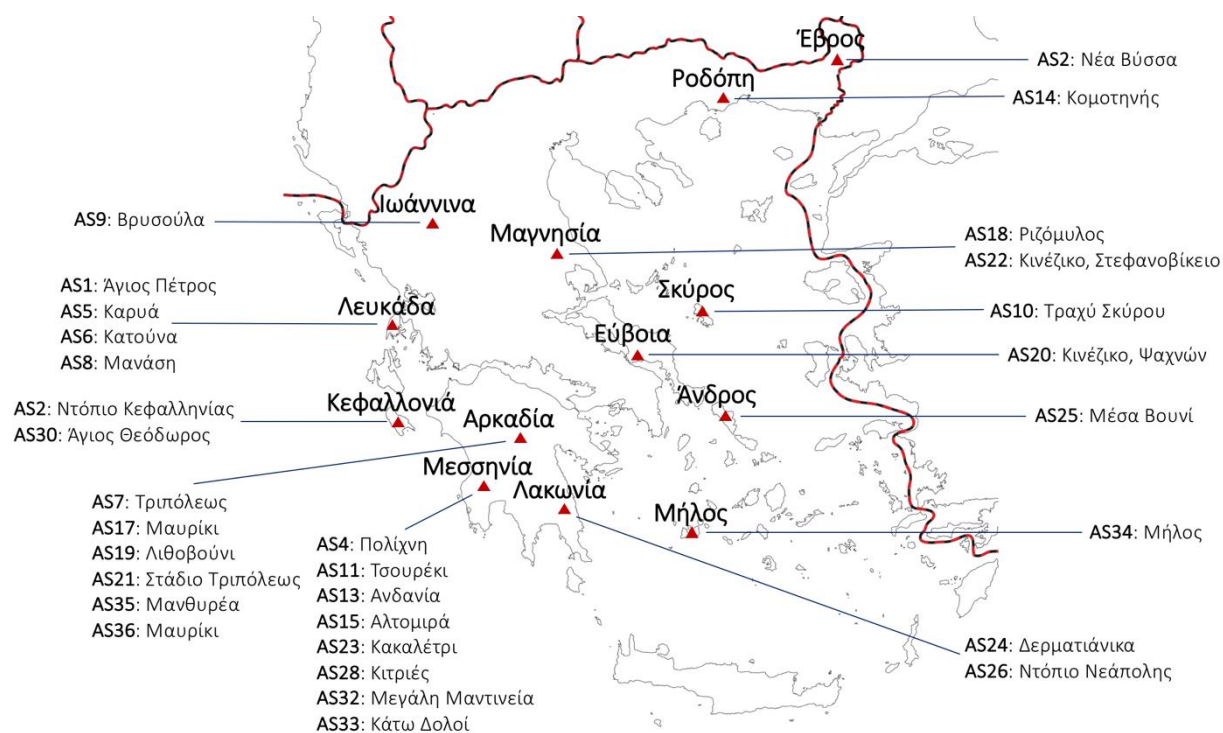 Έβρος
AS2: Νέα Βύσσα
Ροδόπη
AS14: Κομοτηνής
Ιωάννινα
AS9: Βρυσούλα
Μαγνησία
AS18: Ριζόμυλος
AS22: Κινέζικο, Στεφανοβίκειο
AS1: Άγιος Πέτρος
AS5: Καρυά
AS6: Κατούνα
AS8: Μανάση
Λευκάδα
Σκύρος
AS10: Τραχύ Σκύρου
Εύβοια
AS20: Κινέζικο, Ψαχνών
Κεφαλλονιά
AS2: Ντόπιο Κεφαλληνίας
AS30: Άγιος Θεόδωρος
Άνδρος
AS25: Μέσα Βουνί
Αρκαδία
Μεσσηνία
Λακωνία
Μήλος
AS34: Μήλος
AS7: Τριπόλεως
AS17: Μαυρίκι
AS19: Λιθοβούνι
AS21: Στάδιο Τριπόλεως
AS35: Μανθυρέα
AS36: Μαυρίκι
AS4: Πολίχνη
AS11: Τσουρέκι
AS13: Ανδανία
AS15: Αλτομιρά
AS23: Κακαλέτρι
AS28: Κιτριές
AS32: Μεγάλη Μαντινεία
AS33: Κάτω Δολοί
AS24: Δερματιάνικα
AS26: Ντόπιο Νεάπολης